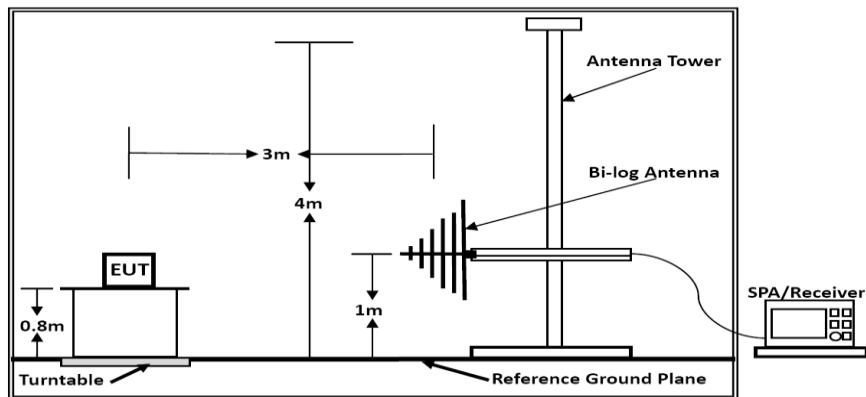 Antenna Tower
3m
Bi-log Antenna
4m
EUT
SPA/Receiver
0.8m
1m
Turntable
Reference Ground Plane